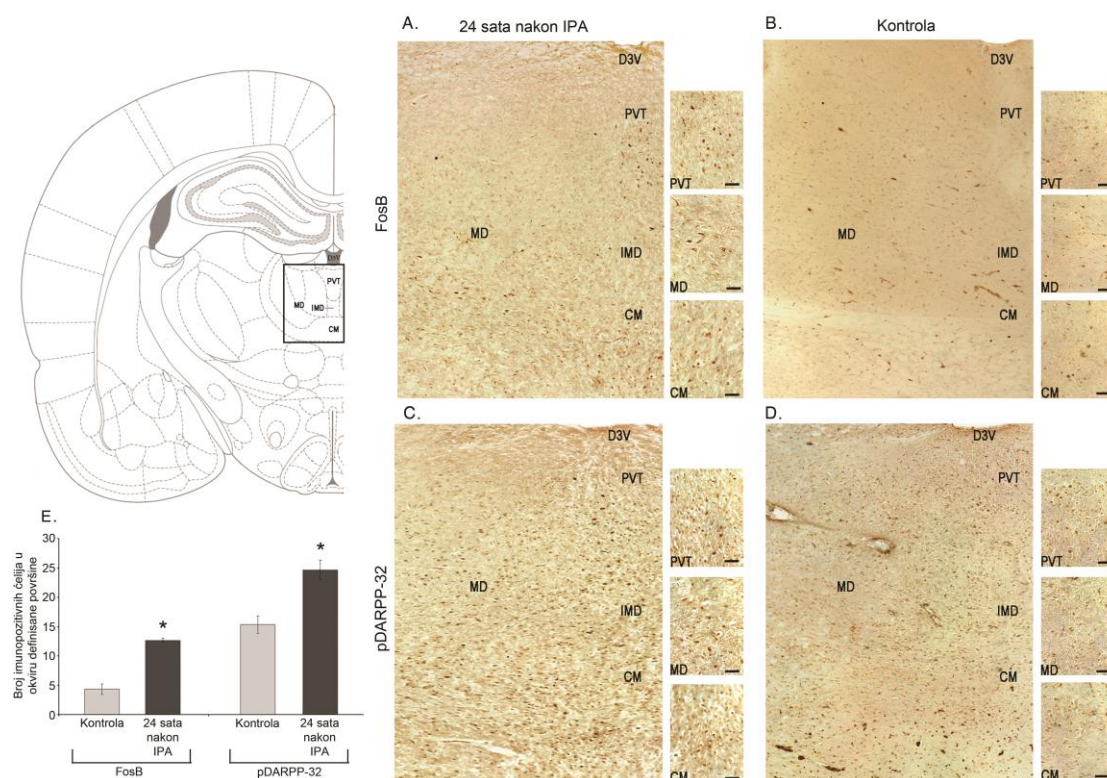 A.
24 sata nakon IPA
B.
Kontrola
FosB
D3V
PVT
MD
IMD
CM
PVT
MD
CM
D3V
PVT
MD
IMD
CM
PVT
MD
CM
PVT
MD
IMD
CM
C.
D.
pDARPP-32
D3V
PVT
MD
IMD
CM
PVT
MD
CM
D3V
PVT
MD
IMD
CM
PVT
MD
CM
E.
Broj imunopozitivnih ćelija u
okviru definisane površine
30
25
20
15
10
5
0
*
*
Kontrola
24 sata
nakon
IPA
Kontrola
24 sata
nakon
IPA
FosB
pDARPP-32